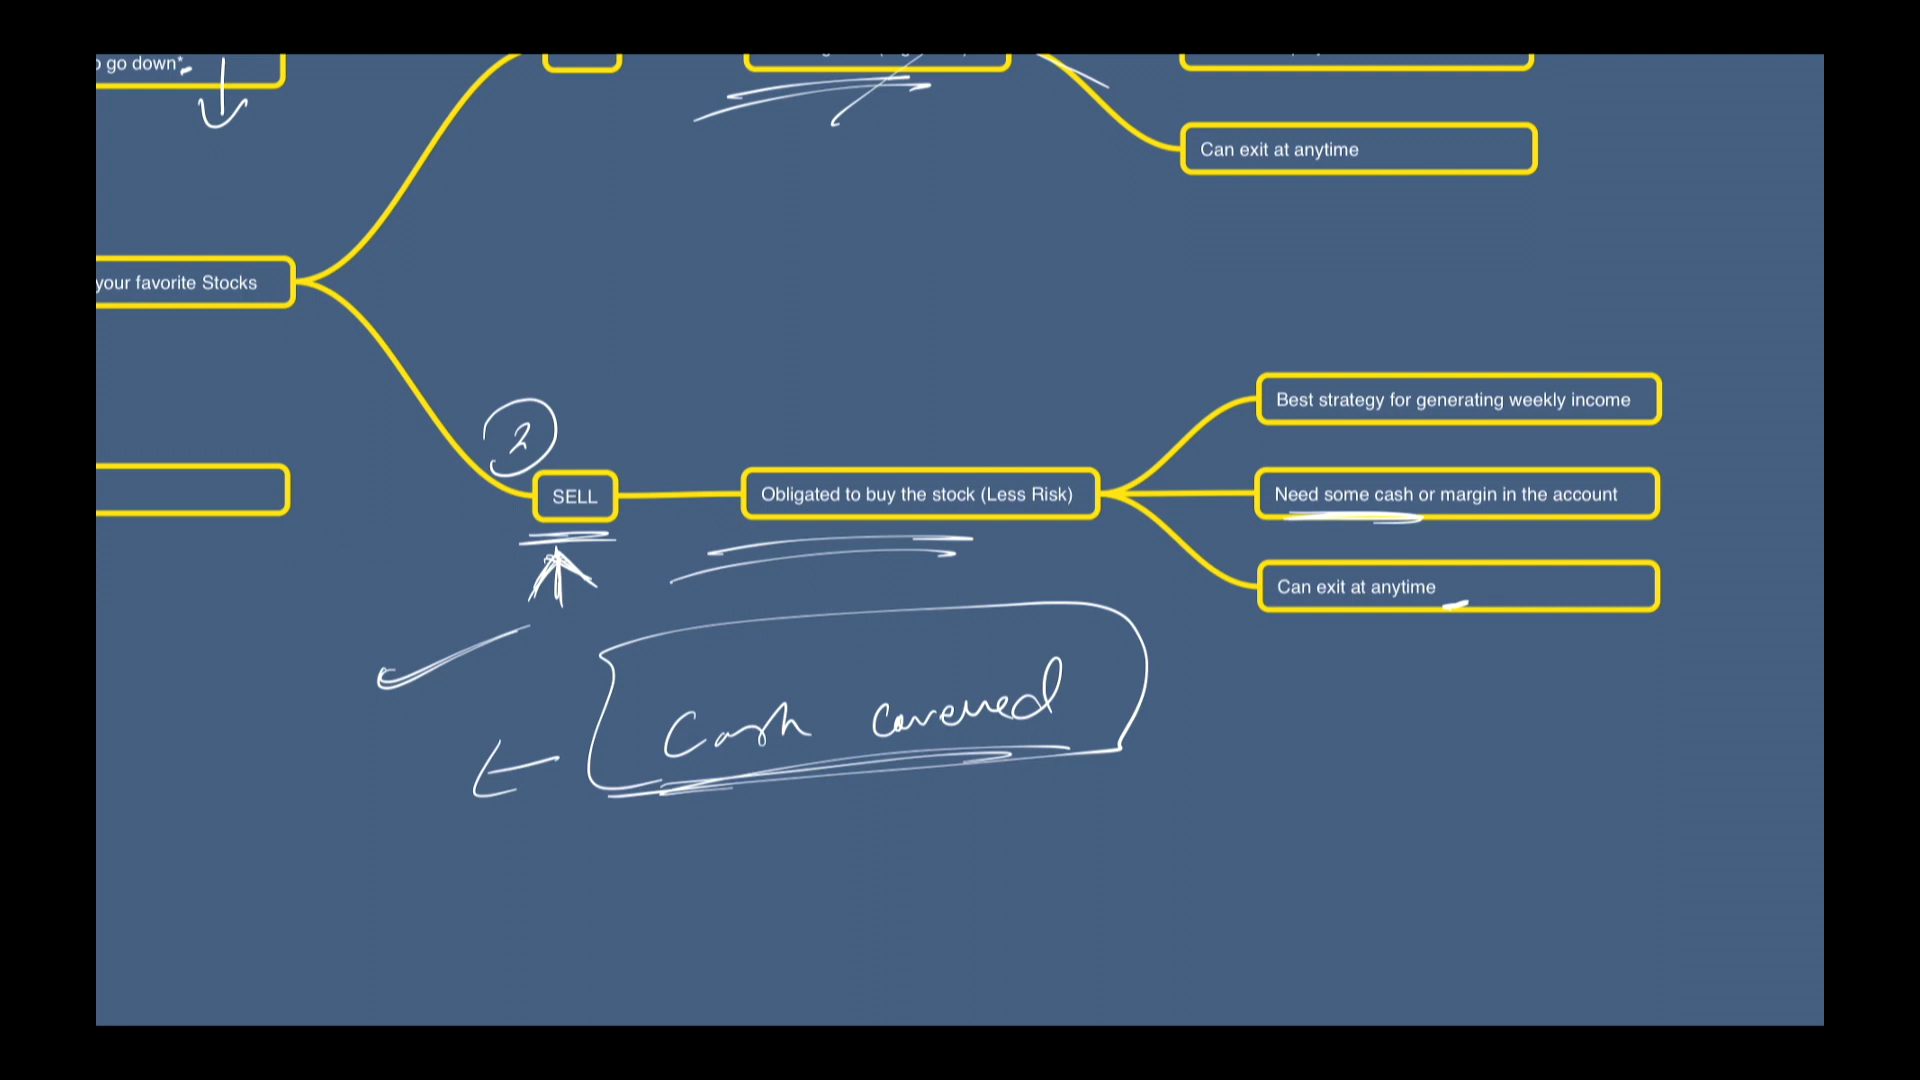 go down*
Can exit at anytime
your favorite Stocks
2
Best strategy for generating weekly income
SELL
Obligated to buy the stock (Less Risk)
Need some cash or margin in the account
Can exit at anytime
Cash covered